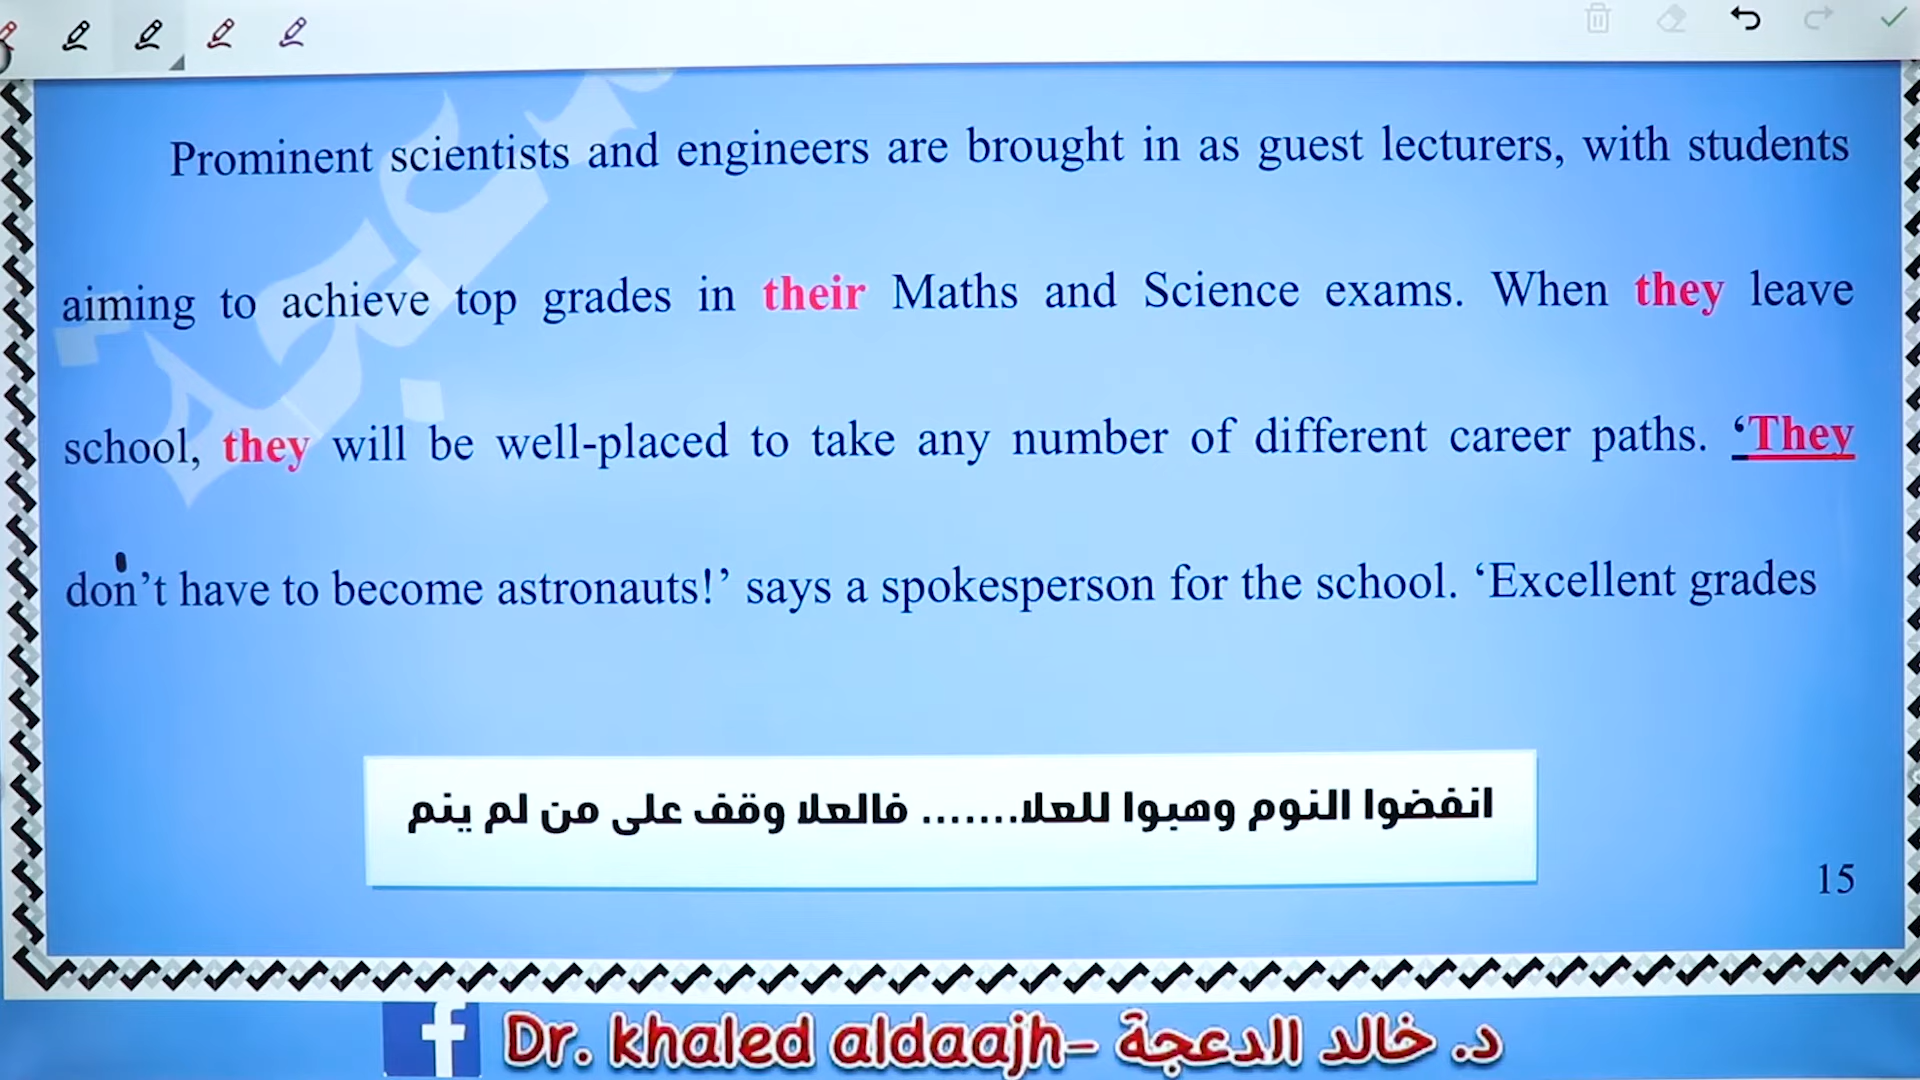 Prominent scientists and engineers are brought in as guest lecturers, with students
aiming to achieve top grades in their Maths and Science exams. When they leave
school, they will be well-placed to take any number of different career paths. ‘They
don’t have to become astronauts!’ says a spokesperson for the school. ‘Excellent grades
انفضوا النوم وهبوا للعلا....... فالعلا وقف على من لم ينم
15
f Dr. khaled aldaajh– د. خالد الدعجة